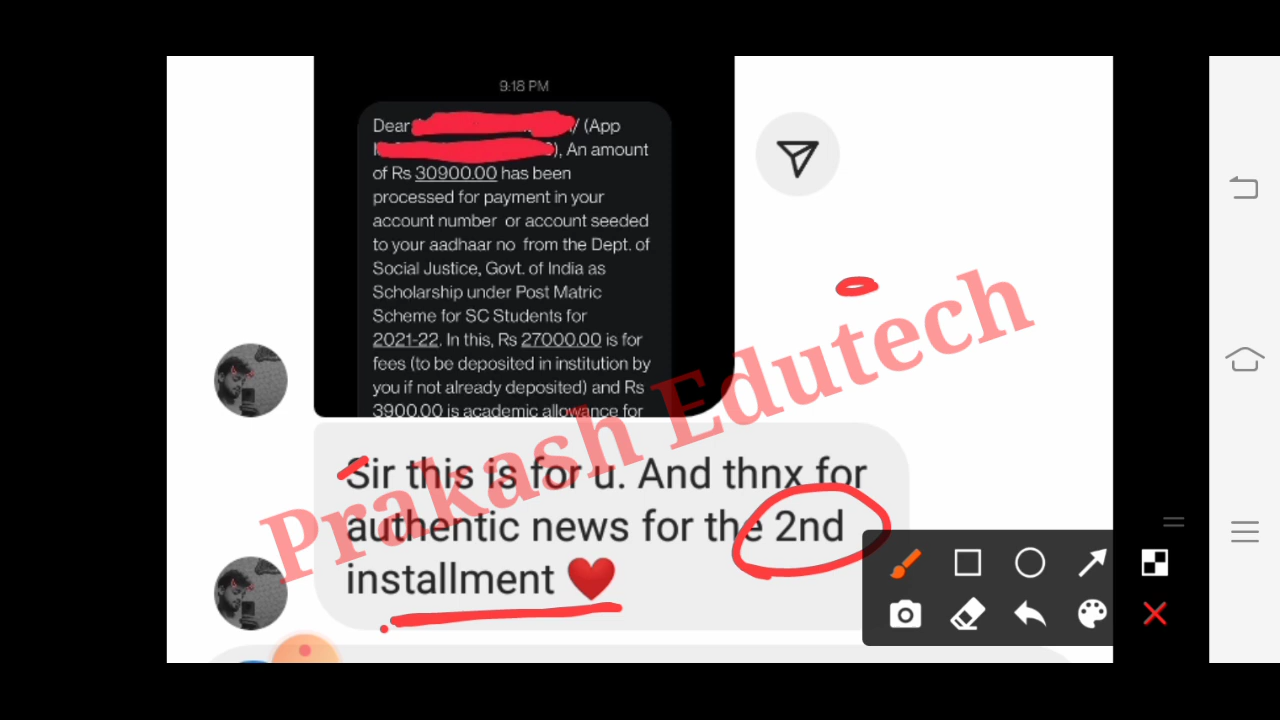 9:18 PM
Dear / (App
), An amount
of Rs 30900.00 has been
processed for payment in your
account number or account seeded
to your aadhaar no from the Dept. of
Social Justice, Govt. of India as
Scholarship under Post Matric
Scheme for SC Students for
2021-22. In this, Rs 27000.00 is for
fees (to be deposited in institution by
you if not already deposited) and Rs
3900.00 is academic allowance for
Sir this is for u. And thnx for
authentic news for the 2nd
installment ❤
Prakash Edutech